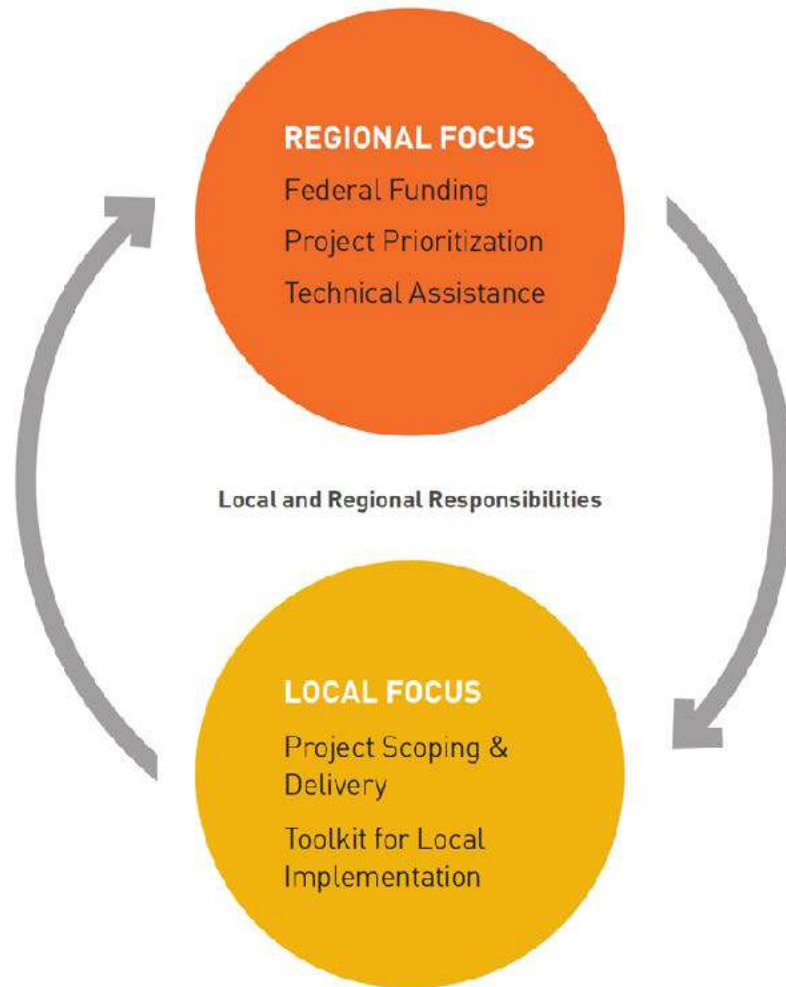 REGIONAL FOCUS
Federal Funding
Project Prioritization
Technical Assistance
Local and Regional Responsibilities
LOCAL FOCUS
Project Scoping &
Delivery
Toolkit for Local
Implementation